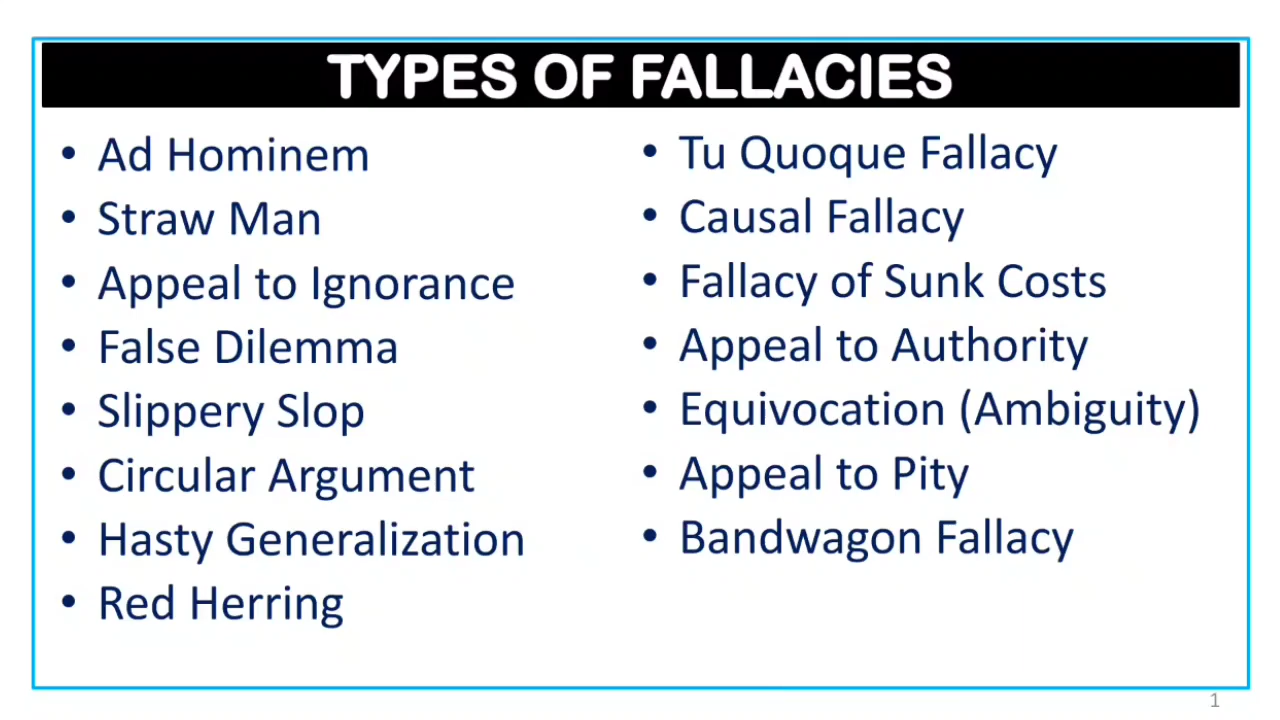 TYPES OF FALLACIES
• Ad Hominem
• Straw Man
• Appeal to Ignorance
• False Dilemma
• Slippery Slop
• Circular Argument
• Hasty Generalization
• Red Herring
• Tu Quoque Fallacy
• Causal Fallacy
• Fallacy of Sunk Costs
• Appeal to Authority
• Equivocation (Ambiguity)
• Appeal to Pity
• Bandwagon Fallacy
1